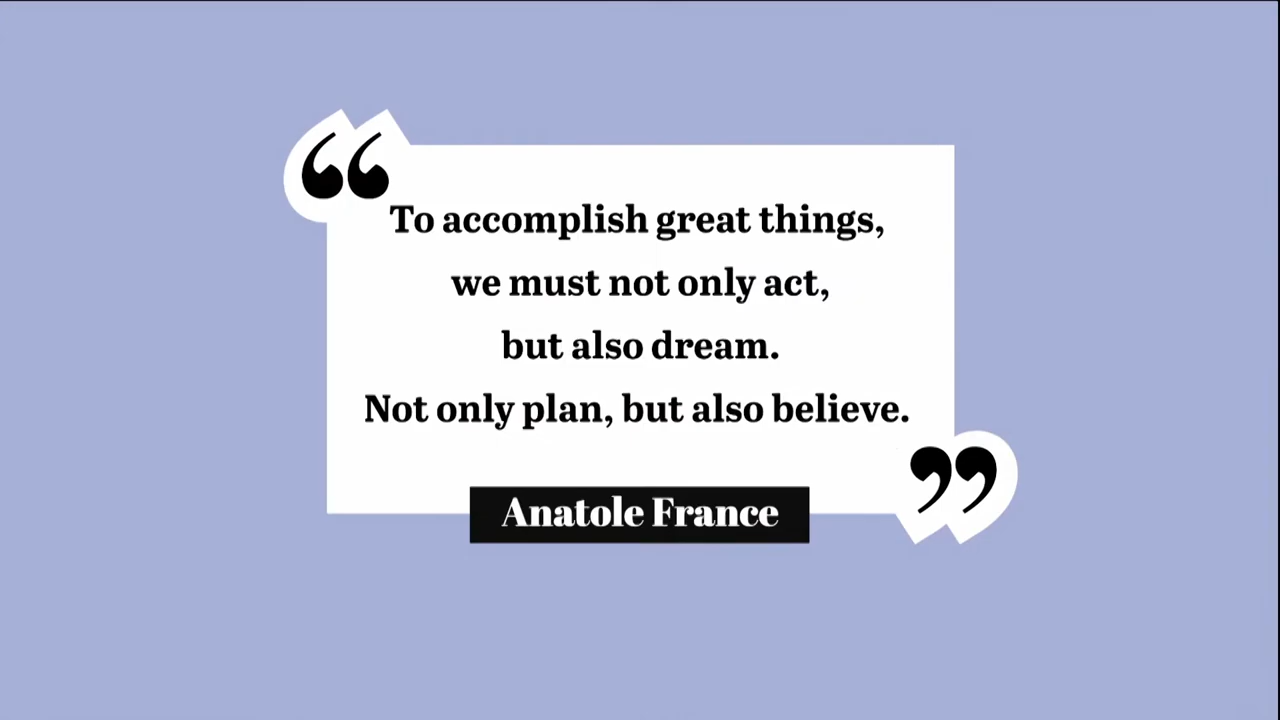 “
To accomplish great things,
we must not only act,
but also dream.
Not only plan, but also believe.
”
Anatole France